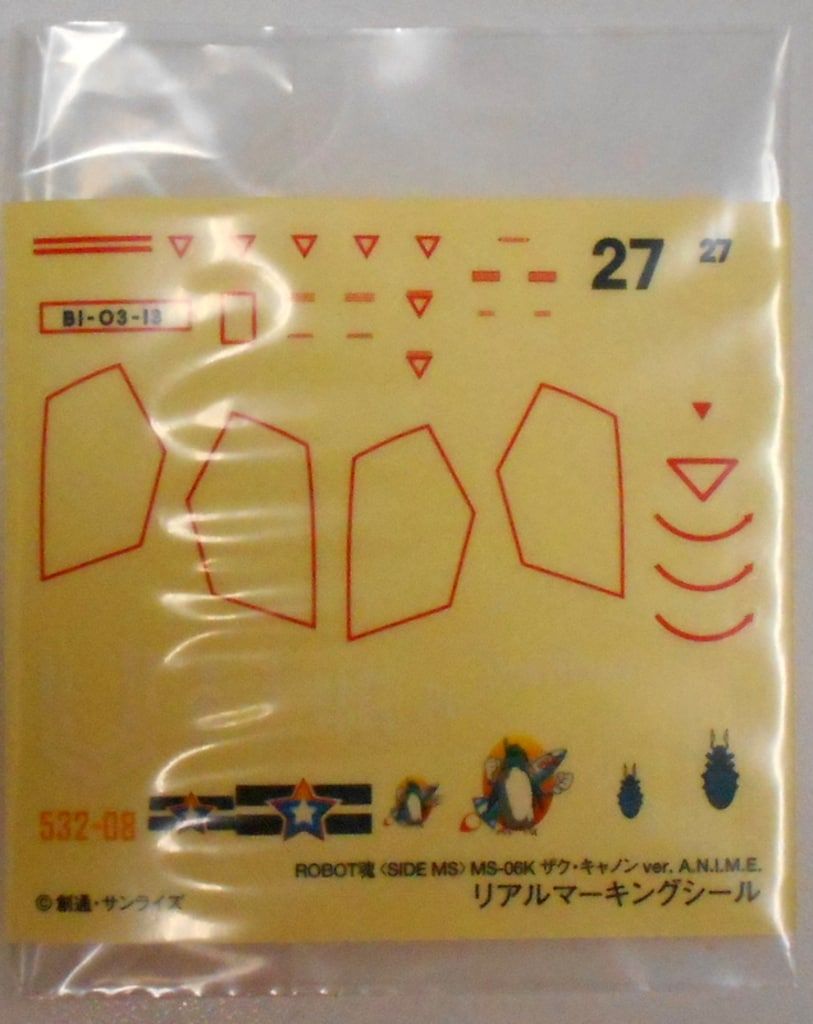 27 27
BI-03-13
532-08
ROBOT魂〈SIDE MS〉MS-06K ザク・キャノン ver. A.N.I.M.E.
©創通・サンライズ リアルマーキングシール